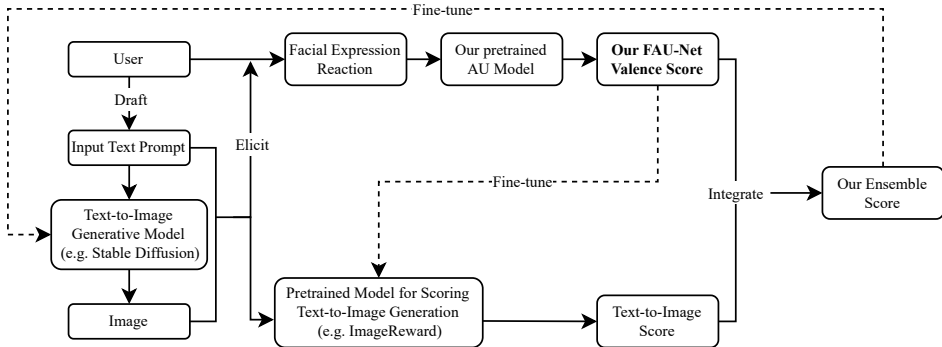 Fine-tune
User
Facial Expression
Reaction
Our pretrained
AU Model
Our FAU-Net
Valence Score
Draft
Elicit
Input Text Prompt
Fine-tune
Integrate
Our Ensemble
Score
Text-to-Image
Generative Model
(e.g. Stable Diffusion)
Image
Pretrained Model for Scoring
Text-to-Image Generation
(e.g. ImageReward)
Text-to-Image
Score